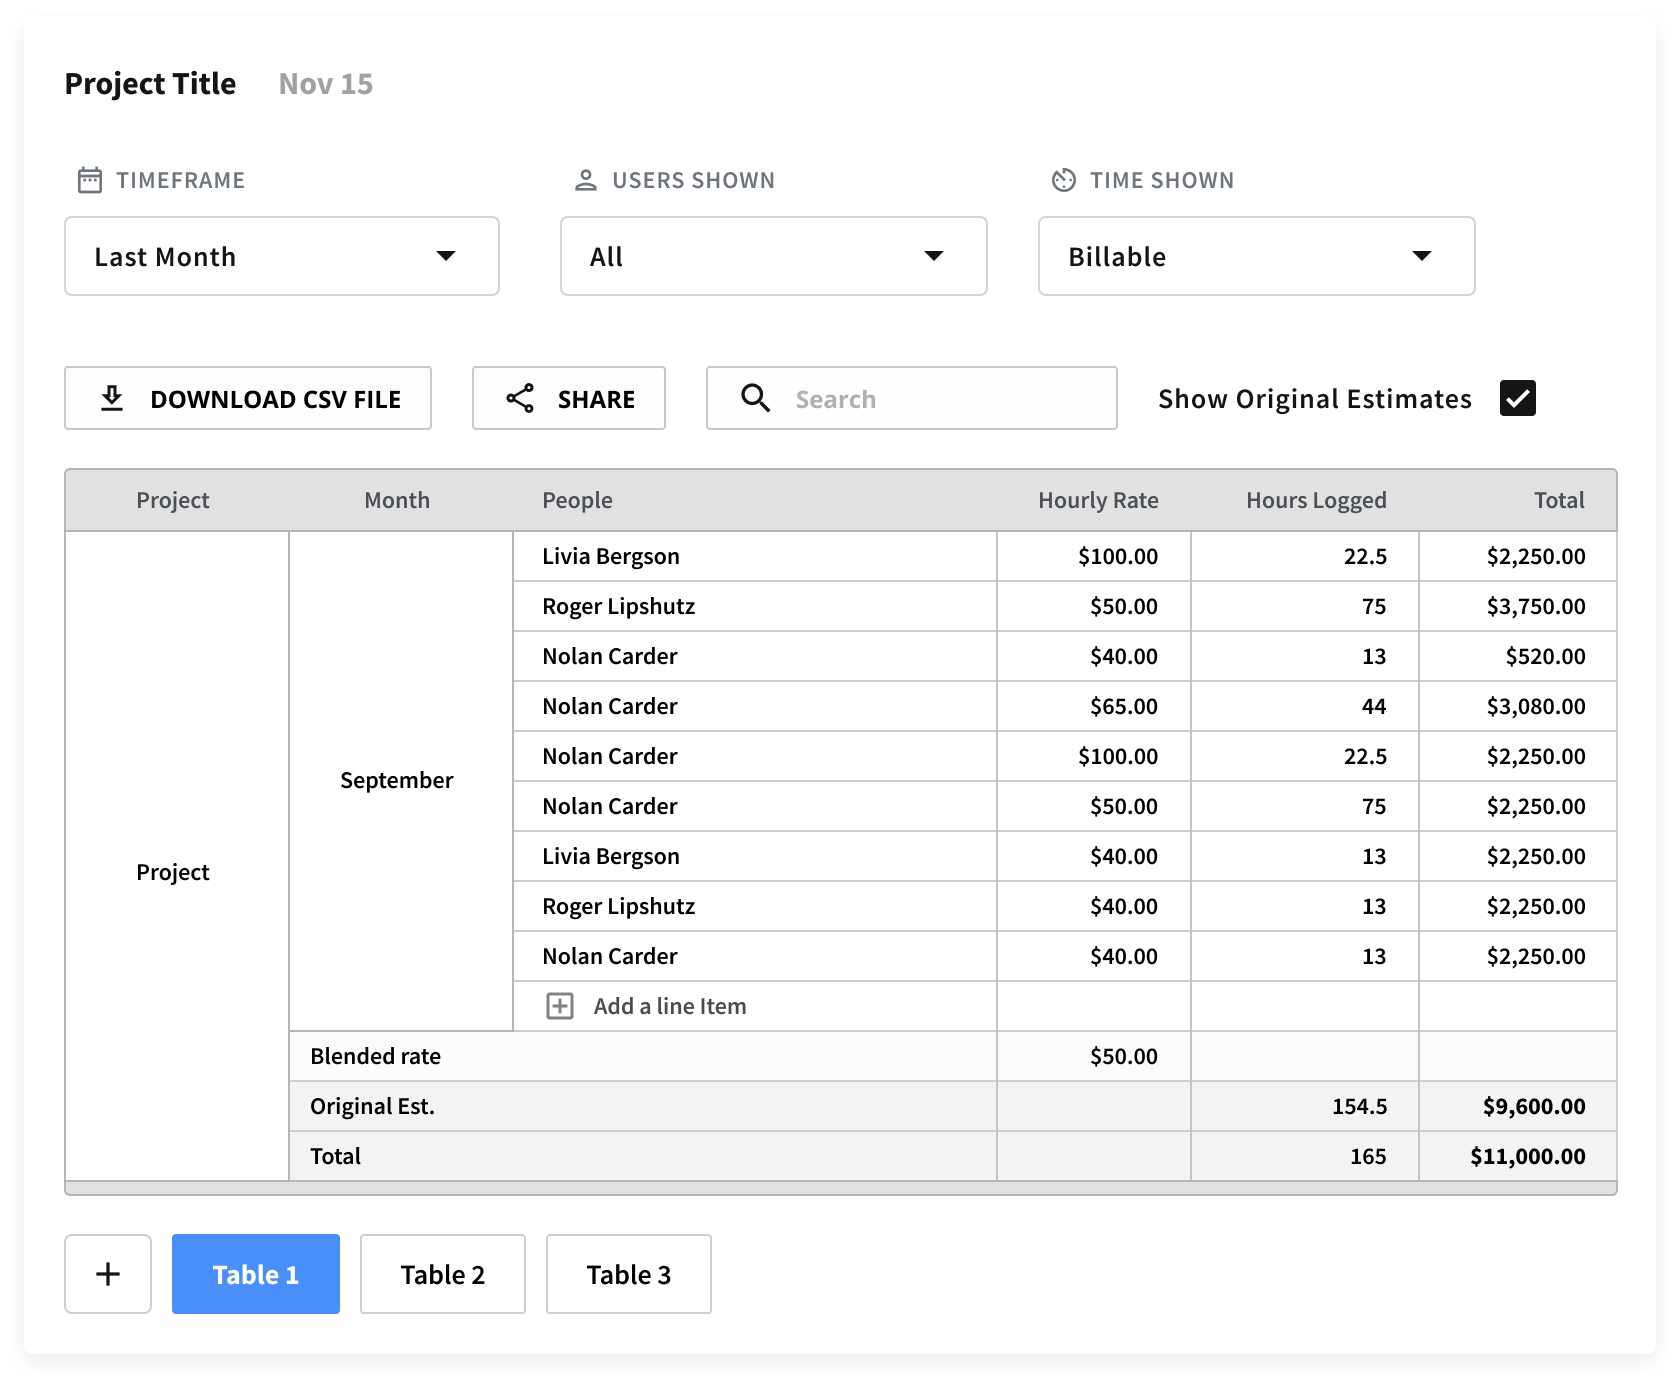 Project Title Nov 15
TIMEFRAME USERS SHOWN TIME SHOWN
Last Month All Billable
DOWNLOAD CSV FILE SHARE Search Show Original Estimates
Project Month People Hourly Rate Hours Logged Total
Livia Bergson $100.00 22.5 $2,250.00
Roger Lipshutz $50.00 75 $3,750.00
Nolan Carder $40.00 13 $520.00
Nolan Carder $65.00 44 $3,080.00
Nolan Carder $100.00 22.5 $2,250.00
September
Nolan Carder $50.00 75 $2,250.00
Livia Bergson $40.00 13 $2,250.00
Project
Roger Lipshutz $40.00 13 $2,250.00
Nolan Carder $40.00 13 $2,250.00
Add a line Item
Blended rate $50.00
Original Est. 154.5 $9,600.00
Total 165 $11,000.00
+ Table 1 Table 2 Table 3